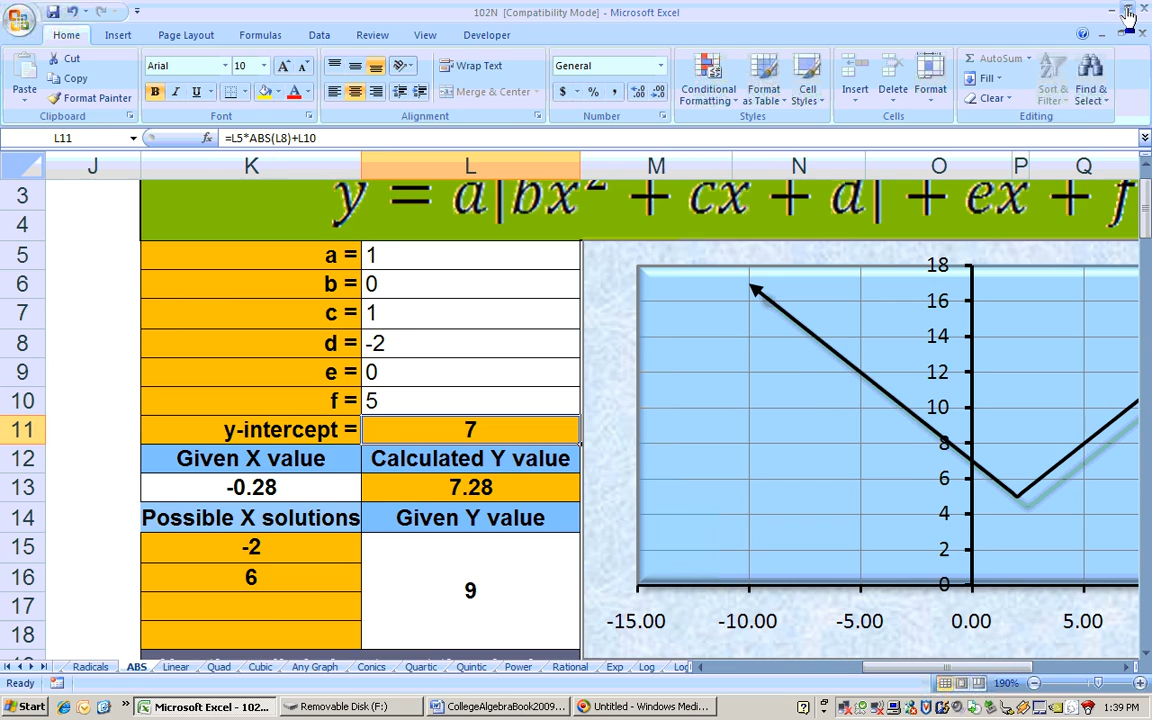 102N [Compatibility Mode] - Microsoft Excel
Home Insert Page Layout Formulas Data Review View Developer
Paste
Cut
Copy
Format Painter
Clipboard
Arial 10
B I U
Font
Wrap Text
Merge & Center
Alignment
General
$ % ,
Number
Conditional Formatting
Format as Table
Cell Styles
Styles
Insert Delete Format
Cells
AutoSum
Fill
Clear
Sort & Filter
Find & Select
Editing
L11 fx =L5*ABS(L8)+L10
J K L M N O P Q
3
4
y = a|bx² + cx + d| + ex + f
5 a = 1
6 b = 0
7 c = 1
8 d = -2
9 e = 0
10 f = 5
11 y-intercept = 7
12 Given X value Calculated Y value
13 -0.28 7.28
14 Possible X solutions Given Y value
15 -2
16 6
9
17
18
18
16
14
12
10
8
6
4
2
0
-15.00 -10.00 -5.00 0.00 5.00
Radicals ABS Linear Quad Cubic Any Graph Conics Quartic Quintic Power Rational Exp Log Log
Ready 190%
Start Microsoft Excel - 102... Removable Disk (F:) CollegeAlgebraBook2009... Untitled - Windows Medi... 1:39 PM